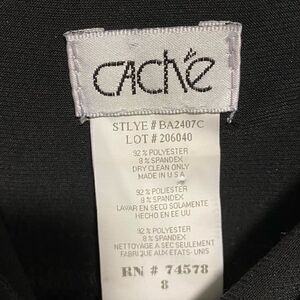 caché
STLYE # BA2407C
LOT # 206040
92 % POLYESTER
8 % SPANDEX
DRY CLEAN ONLY
MADE IN U S A
92 % POLYESTER
8 % SPANDEX
LAVAR EN SECO SOLAMENTE
HECHO EN EE UU
92 % POLYESTER
8 % SPANDEX
NETTOYAGE A SEC SEULEMENT
FABRIQUE AUX ETATS- UNIS
RN # 74578
8